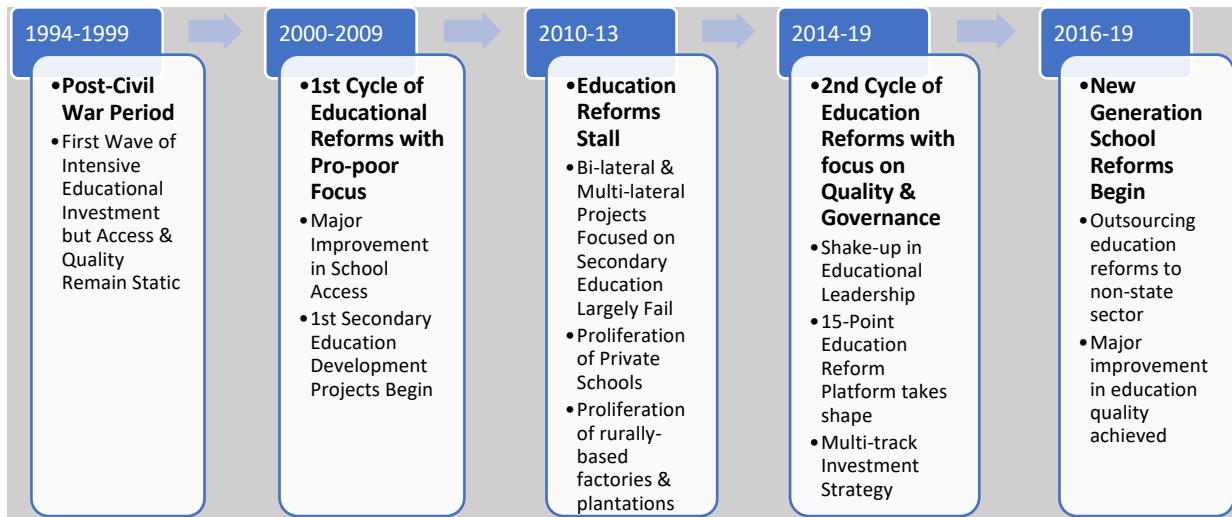 1994-1999
•Post-Civil
War Period
•First Wave of
Intensive
Educational
Investment
but Access &
Quality
Remain Static
2000-2009
•1st Cycle of
Educational
Reforms with
Pro-poor
Focus
•Major
Improvement
in School
Access
•1st Secondary
Education
Development
Projects Begin
2010-13
•Education
Reforms
Stall
•Bi-lateral &
Multi-lateral
Projects
Focused on
Secondary
Education
Largely Fail
•Proliferation
of Private
Schools
•Proliferation
of rurally-
based
factories &
plantations
2014-19
•2nd Cycle of
Education
Reforms with
focus on
Quality &
Governance
•Shake-up in
Educational
Leadership
•15-Point
Education
Reform
Platform takes
shape
•Multi-track
Investment
Strategy
2016-19
•New
Generation
School
Reforms
Begin
•Outsourcing
education
reforms to
non-state
sector
•Major
improvement
in education
quality
achieved